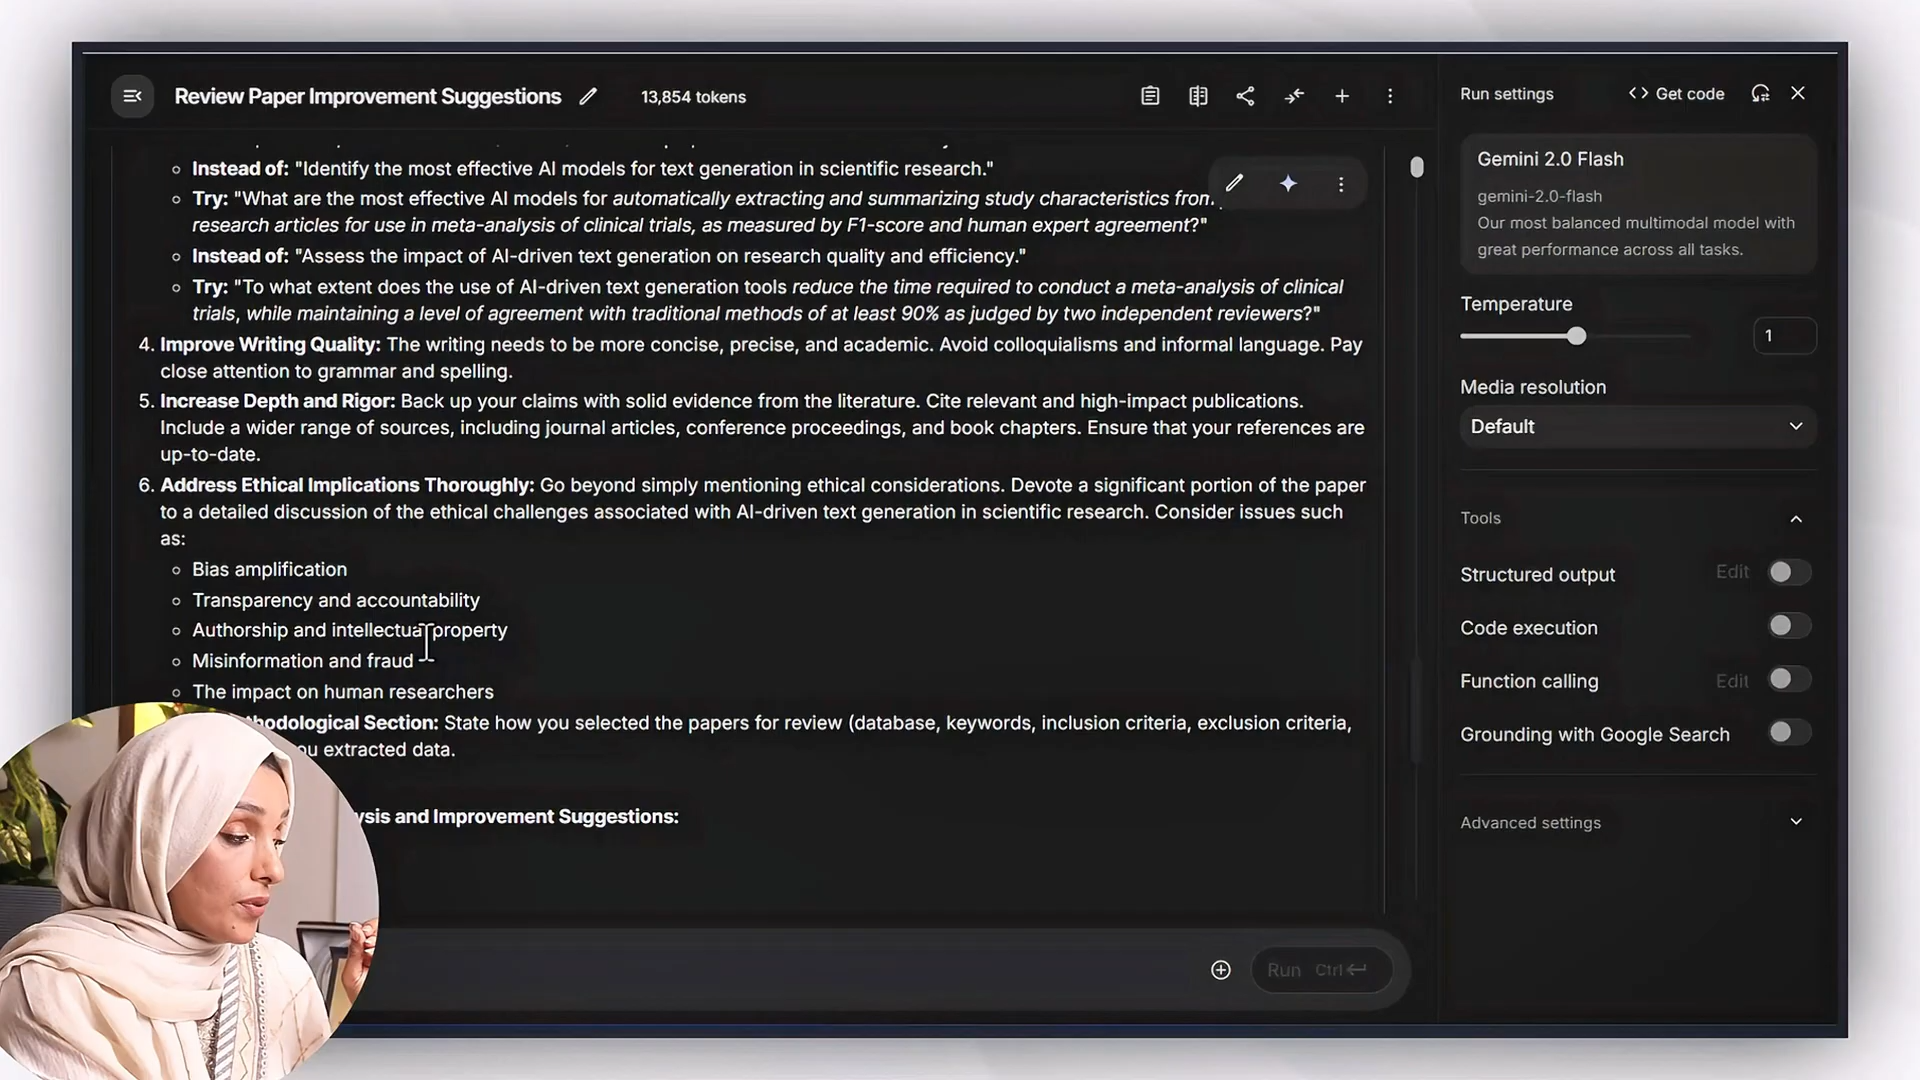 Review Paper Improvement Suggestions
13,854 tokens
Instead of: "Identify the most effective AI models for text generation in scientific research."
Try: "What are the most effective AI models for automatically extracting and summarizing study characteristics from
research articles for use in meta-analysis of clinical trials, as measured by F1-score and human expert agreement?"
Instead of: "Assess the impact of AI-driven text generation on research quality and efficiency."
Try: "To what extent does the use of AI-driven text generation tools reduce the time required to conduct a meta-analysis of clinical
trials, while maintaining a level of agreement with traditional methods of at least 90% as judged by two independent reviewers?"
4. Improve Writing Quality: The writing needs to be more concise, precise, and academic. Avoid colloquialisms and informal language. Pay
close attention to grammar and spelling.
5. Increase Depth and Rigor: Back up your claims with solid evidence from the literature. Cite relevant and high-impact publications.
Include a wider range of sources, including journal articles, conference proceedings, and book chapters. Ensure that your references are
up-to-date.
6. Address Ethical Implications Thoroughly: Go beyond simply mentioning ethical considerations. Devote a significant portion of the paper
to a detailed discussion of the ethical challenges associated with AI-driven text generation in scientific research. Consider issues such
as:
Bias amplification
Transparency and accountability
Authorship and intellectual property
Misinformation and fraud
The impact on human researchers
Section: State how you selected the papers for review (database, keywords, inclusion criteria, exclusion criteria,
extracted data.
and Improvement Suggestions:
Run Ctrl
Run settings
Get code
Gemini 2.0 Flash
gemini-2.0-flash
Our most balanced multimodal model with
great performance across all tasks.
Temperature
1
Media resolution
Default
Tools
Structured output Edit
Code execution
Function calling Edit
Grounding with Google Search
Advanced settings